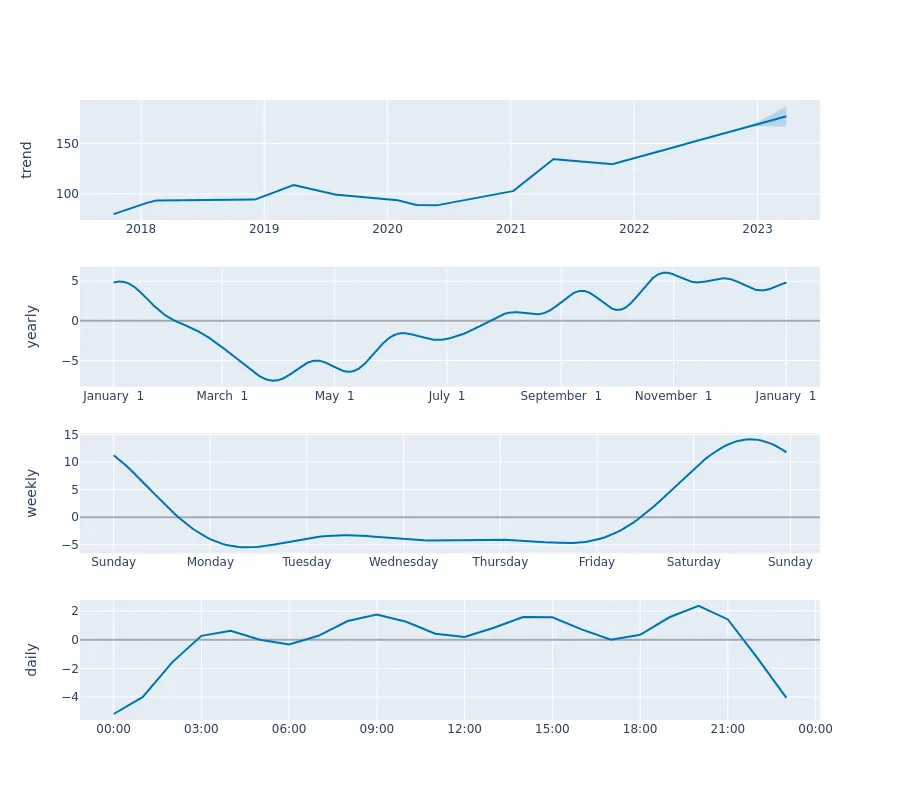 trend
150
100
2018 2019 2020 2021 2022 2023
yearly
5
0
−5
January 1 March 1 May 1 July 1 September 1 November 1 January 1
weekly
15
10
5
0
−5
Sunday Monday Tuesday Wednesday Thursday Friday Saturday Sunday
daily
2
0
−2
−4
00:00 03:00 06:00 09:00 12:00 15:00 18:00 21:00 00:00